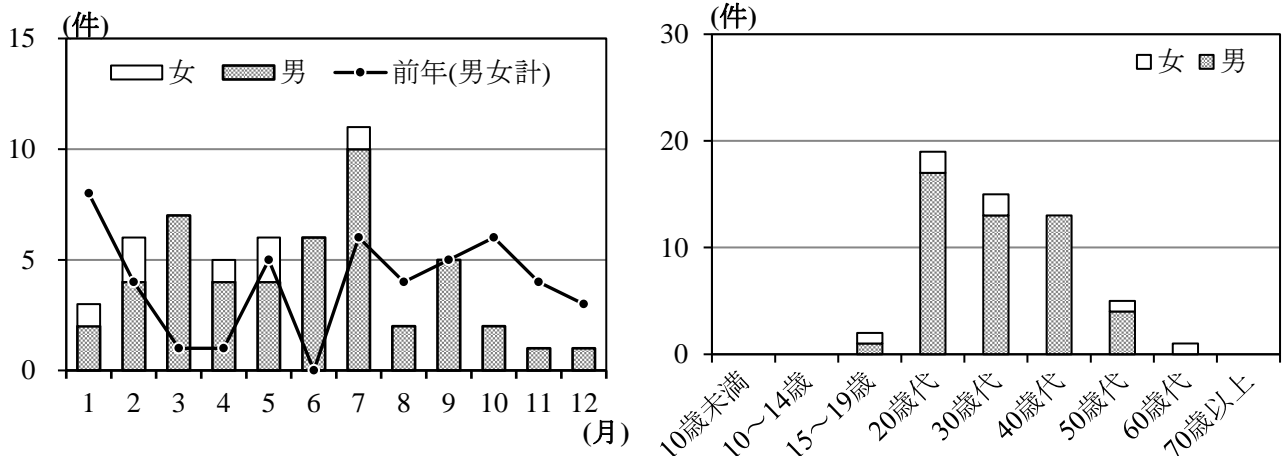 (件)
15
10
5
0
女 男 前年(男女計)
1 2 3 4 5 6 7 8 9 10 11 12
(月)
(件)
30
20
10
0
女 男
10歳未満
10～14歳
15～19歳
20歳代
30歳代
40歳代
50歳代
60歳代
70歳以上